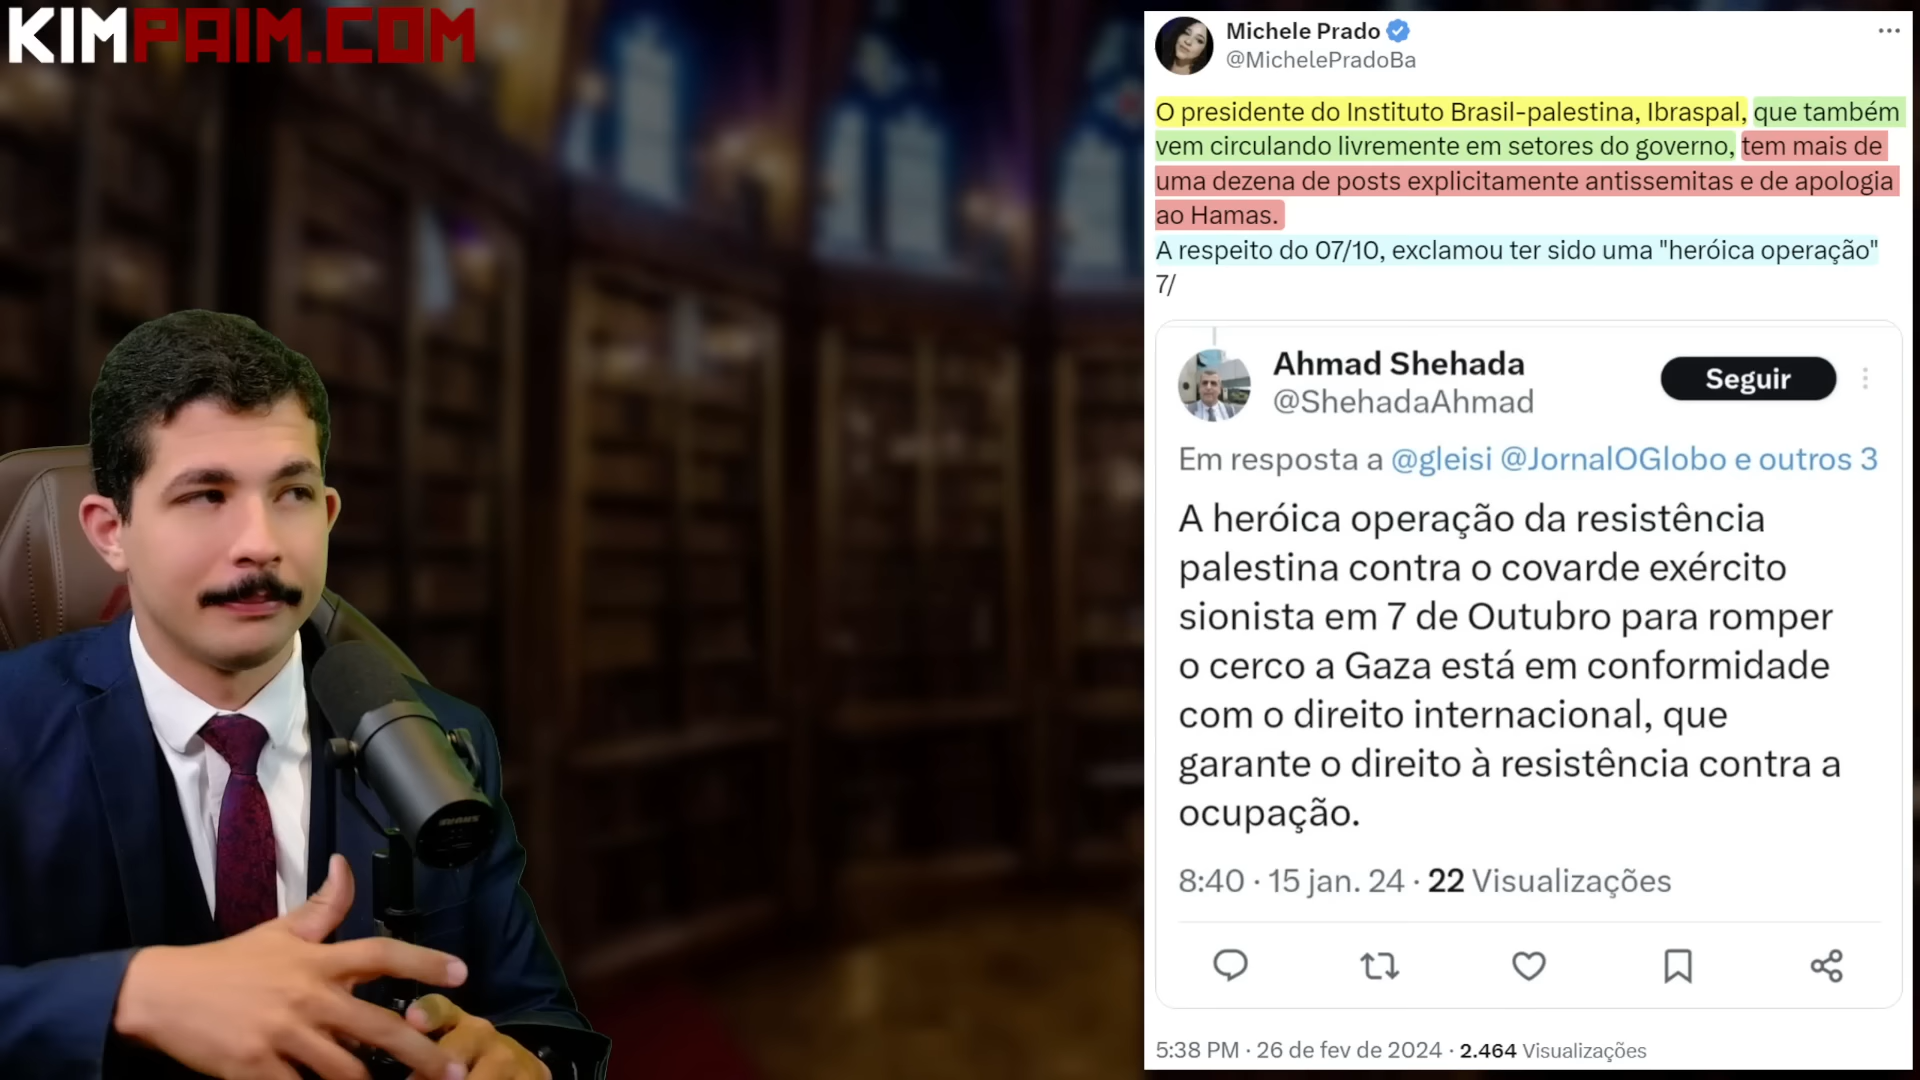 KIMPAIM.COM
Michele Prado
@MichelePradoBa
O presidente do Instituto Brasil-palestina, Ibraspal, que também
vem circulando livremente em setores do governo, tem mais de
uma dezena de posts explicitamente antissemitas e de apologia
ao Hamas.
A respeito do 07/10, exclamou ter sido uma "heróica operação"
7/
Ahmad Shehada
@ShehadaAhmad
Seguir
Em resposta a @gleisi @JornalOGlobo e outros 3
A heróica operação da resistência
palestina contra o covarde exército
sionista em 7 de Outubro para romper
o cerco a Gaza está em conformidade
com o direito internacional, que
garante o direito à resistência contra a
ocupação.
8:40 · 15 jan. 24 · 22 Visualizações
5:38 PM · 26 de fev de 2024 · 2.464 Visualizações